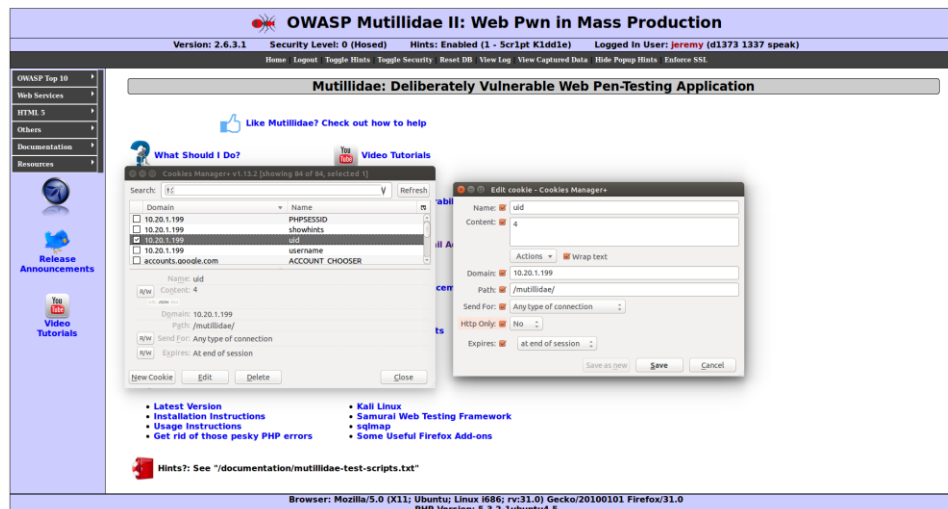 OWASP Mutillidae II: Web Pwn in Mass Production
Version: 2.6.3.1 Security Level: 0 (Hosed) Hints: Enabled (1 - 5cr1pt K1dd1e) Logged In User: jeremy (d1373 1337 speak)
Home Logout Toggle Hints Toggle Security Reset DB View Log View Captured Data Hide Popup Hints Enforce SSL
OWASP Top 10
Web Services
HTML 5
Others
Documentation
Resources
Release
Announcements
You
Tube
Video
Tutorials
Mutillidae: Deliberately Vulnerable Web Pen-Testing Application
Like Mutillidae? Check out how to help
What Should I Do?
You
Tube
Video Tutorials
Cookies Manager+ v1.13.2 [showing 84 of 84, selected 1]
Search:
Refresh
Domain Name
10.20.1.199 PHPSESSID
10.20.1.199 showhints
10.20.1.199 uid
10.20.1.199 username
accounts.google.com ACCOUNT_CHOOSER
Name: uid
R/W Content: 4
Domain: 10.20.1.199
Path: /mutillidae/
R/W Send For: Any type of connection
R/W Expires: At end of session
New Cookie Edit Delete Close
Edit cookie - Cookies Manager+
Name: uid
Content: 4
Actions Wrap text
Domain: 10.20.1.199
Path: /mutillidae/
Send For: Any type of connection
Http Only: No
Expires: at end of session
Save as new Save Cancel
Latest Version
Installation Instructions
Usage Instructions
Get rid of those pesky PHP errors
Kali Linux
Samurai Web Testing Framework
sqlmap
Some Useful Firefox Add-ons
Hints?: See "/documentation/mutillidae-test-scripts.txt"
Browser: Mozilla/5.0 (X11; Ubuntu; Linux i686; rv:31.0) Gecko/20100101 Firefox/31.0
PHP Version: 5.3.2-1ubuntu4.5